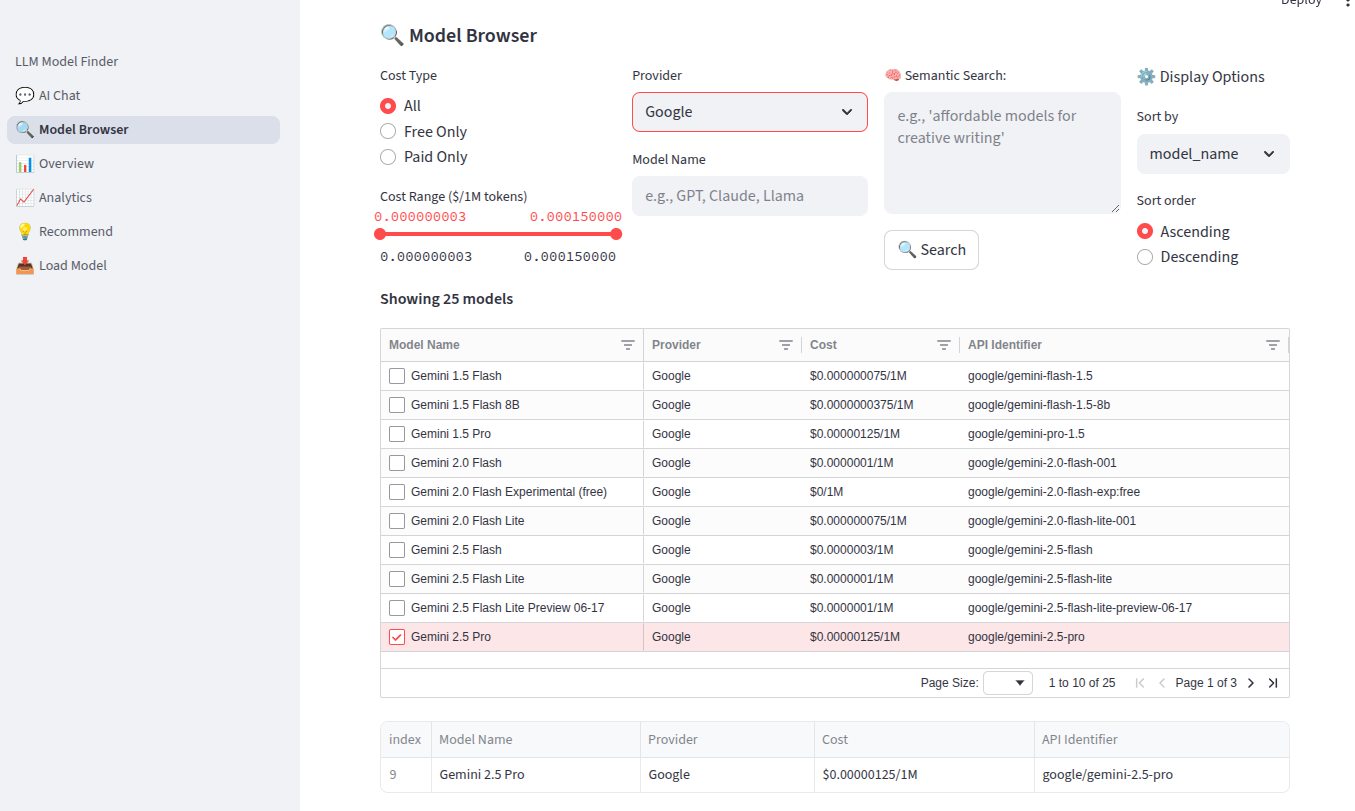 Deploy
LLM Model Finder
AI Chat
Model Browser
Overview
Analytics
Recommend
Load Model
Model Browser
Cost Type
All
Free Only
Paid Only
Cost Range ($/1M tokens)
0.000000003 0.000150000
0.000000003 0.000150000
Provider
Google
Model Name
e.g., GPT, Claude, Llama
Semantic Search:
e.g., 'affordable models for
creative writing'
Search
Display Options
Sort by
model_name
Sort order
Ascending
Descending
Showing 25 models
Model Name Provider Cost API Identifier
Gemini 1.5 Flash Google $0.000000075/1M google/gemini-flash-1.5
Gemini 1.5 Flash 8B Google $0.0000000375/1M google/gemini-flash-1.5-8b
Gemini 1.5 Pro Google $0.00000125/1M google/gemini-pro-1.5
Gemini 2.0 Flash Google $0.0000001/1M google/gemini-2.0-flash-001
Gemini 2.0 Flash Experimental (free) Google $0/1M google/gemini-2.0-flash-exp:free
Gemini 2.0 Flash Lite Google $0.000000075/1M google/gemini-2.0-flash-lite-001
Gemini 2.5 Flash Google $0.0000003/1M google/gemini-2.5-flash
Gemini 2.5 Flash Lite Google $0.0000001/1M google/gemini-2.5-flash-lite
Gemini 2.5 Flash Lite Preview 06-17 Google $0.0000001/1M google/gemini-2.5-flash-lite-preview-06-17
Gemini 2.5 Pro Google $0.00000125/1M google/gemini-2.5-pro
Page Size: 1 to 10 of 25 Page 1 of 3
index Model Name Provider Cost API Identifier
9 Gemini 2.5 Pro Google $0.00000125/1M google/gemini-2.5-pro